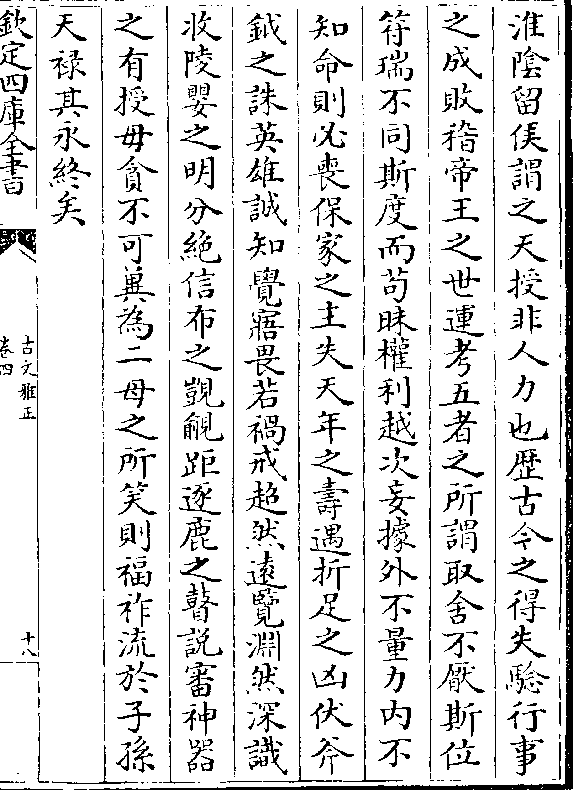 淮陰留侯謂之天授非人力也歴古今之得失驗行事
之成敗稽帝王之世運考五者之所謂取舍不厭斯位
符瑞不同斯度而苟昧權利越次妄據外不量力内不
知命則必喪保家之主失天年之壽遇折足之凶伏斧
鉞之誅英雄誠知覺寤畏若禍戒超然逺覽淵然深識
收陵嬰之明分絶信布之覬覦距逐鹿之瞽説審神器
之有授毋貪不可兾為二母之所笑則福祚流於子孫
天禄其永終矣
欽定四庫全書
古文雅正
卷四
十八